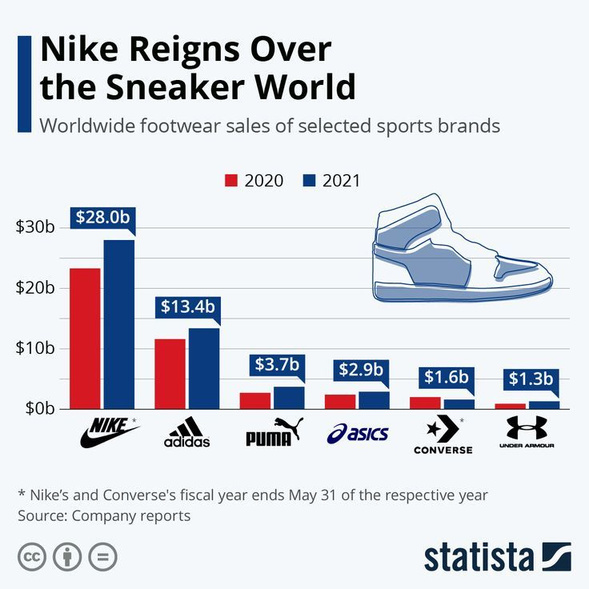 Nike Reigns Over
the Sneaker World
Worldwide footwear sales of selected sports brands
2020 2021
$30b
$20b
$10b
$0b
$28.0b
$13.4b
$3.7b
$2.9b
$1.6b
$1.3b
NIKE *
adidas
PUMA
asics
CONVERSE *
UNDER ARMOUR
* Nike's and Converse's fiscal year ends May 31 of the respective year
Source: Company reports
cc
statista